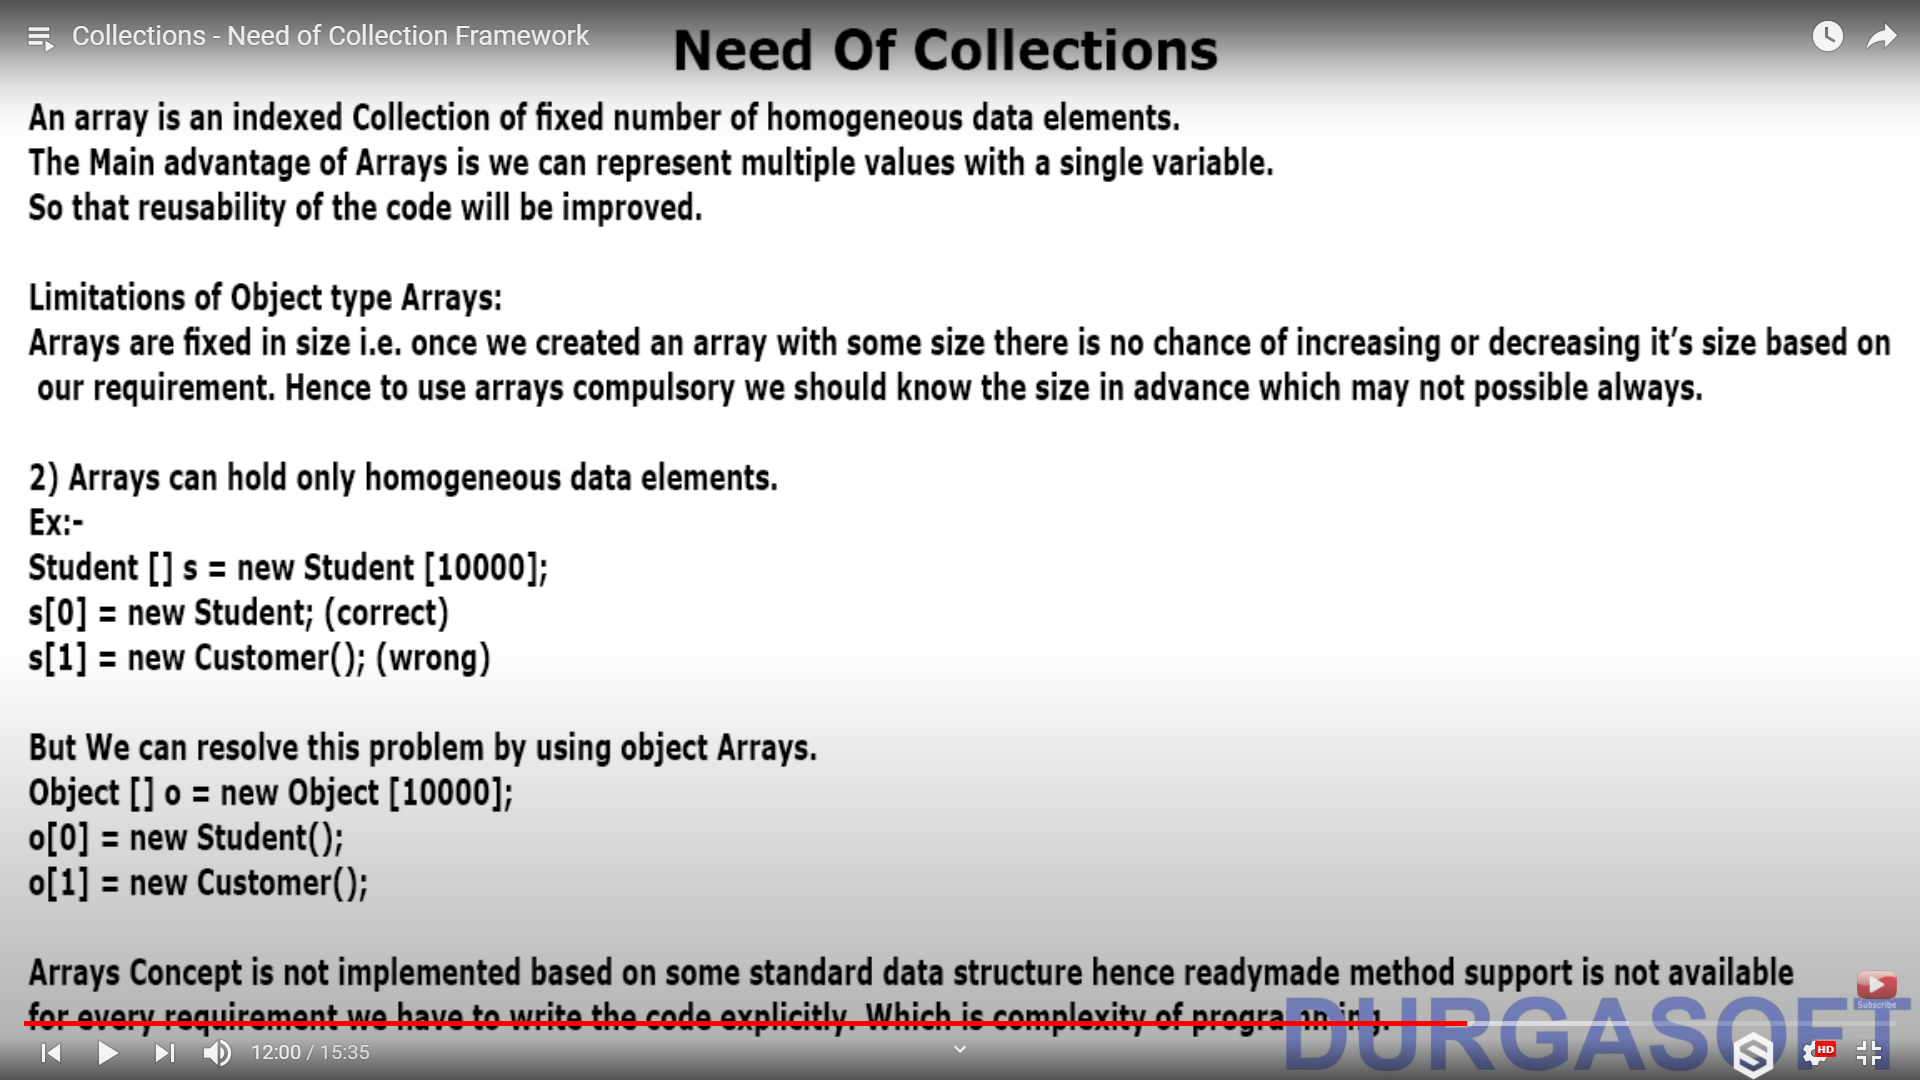 Collections - Need of Collection Framework
Need Of Collections
An array is an indexed Collection of fixed number of homogeneous data elements.
The Main advantage of Arrays is we can represent multiple values with a single variable.
So that reusability of the code will be improved.
Limitations of Object type Arrays:
Arrays are fixed in size i.e. once we created an array with some size there is no chance of increasing or decreasing it’s size based on
our requirement. Hence to use arrays compulsory we should know the size in advance which may not possible always.
2) Arrays can hold only homogeneous data elements.
Ex:-
Student [] s = new Student [10000];
s[0] = new Student; (correct)
s[1] = new Customer(); (wrong)
But We can resolve this problem by using object Arrays.
Object [] o = new Object [10000];
o[0] = new Student();
o[1] = new Customer();
Arrays Concept is not implemented based on some standard data structure hence readymade method support is not available
for every requirement we have to write the code explicitly. Which is complexity of programming.
Subscribe
DURGASOFT
12:00 / 15:35
HD